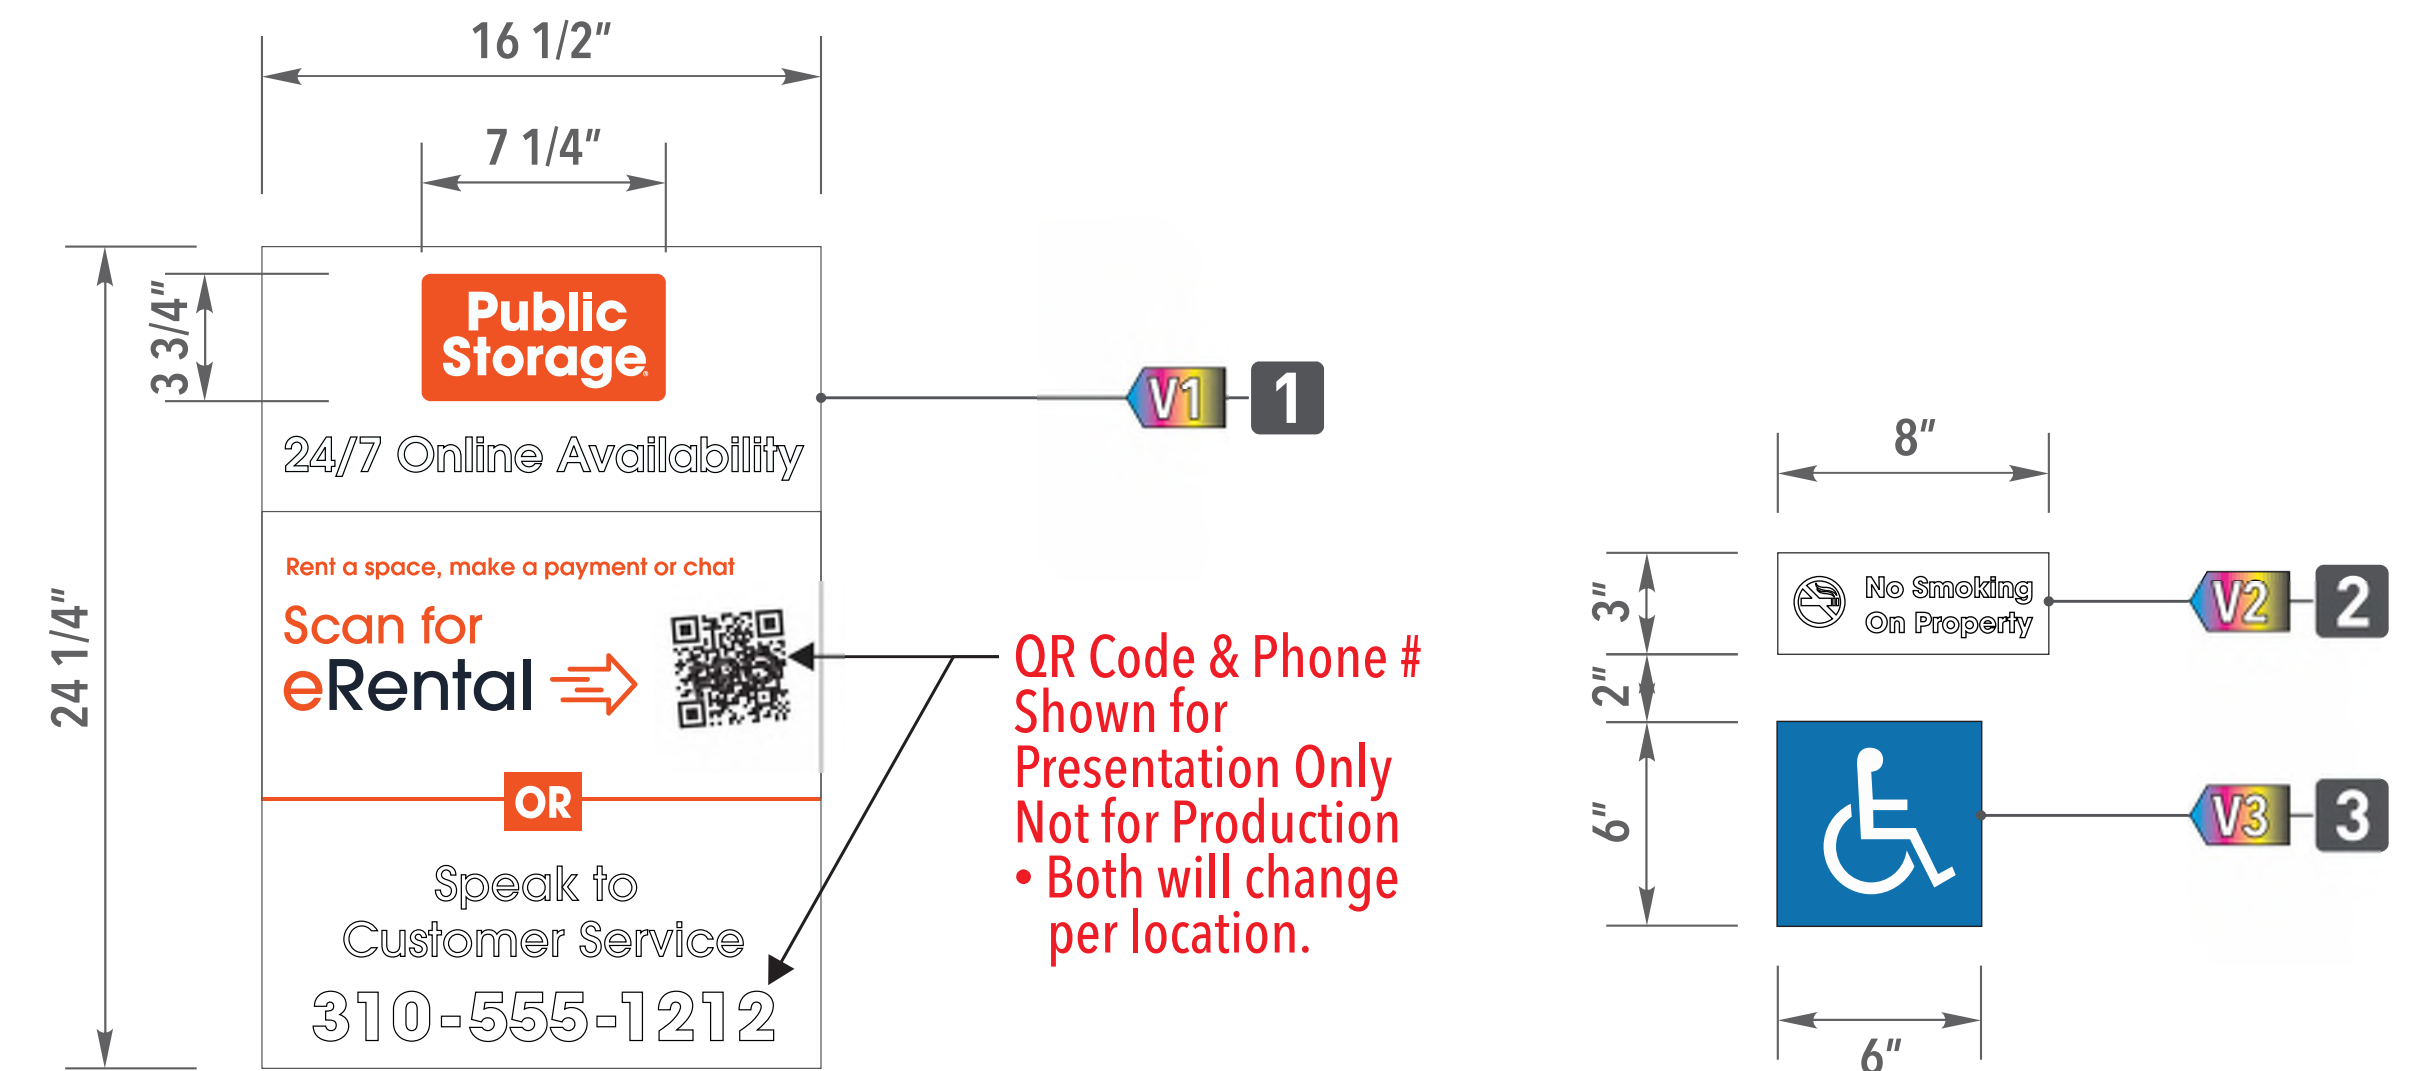 16 1/2"
7 1/4"
24 1/4"
3 3/4"
Public
Storage®
24/7 Online Availability
Rent a space, make a payment or chat
Scan for
eRental
OR
Speak to
Customer Service
310-555-1212
V1 1
QR Code & Phone #
Shown for
Presentation Only
Not for Production
• Both will change
per location.
8"
3"
No Smoking
On Property
V2 2
2"
6"
V3 3
6"